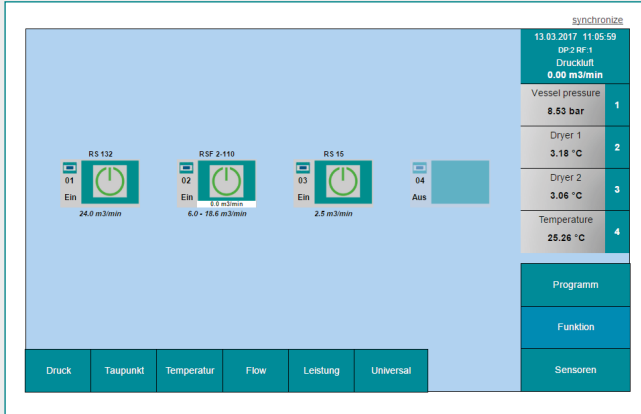 synchronize
13.03.2017 11:05:59
DP:2 RF:1
Druckluft
0.00 m3/min
Vessel pressure
8.53 bar
1
Dryer 1
3.18 °C
2
Dryer 2
3.06 °C
3
Temperature
25.26 °C
4
RS 132
01
Ein
24.0 m3/min
RSF 2-110
02
Ein
0.0 m3/min
6.0 - 18.6 m3/min
RS 15
03
Ein
2.5 m3/min
04
Aus
Programm
Funktion
Sensoren
Druck
Taupunkt
Temperatur
Flow
Leistung
Universal